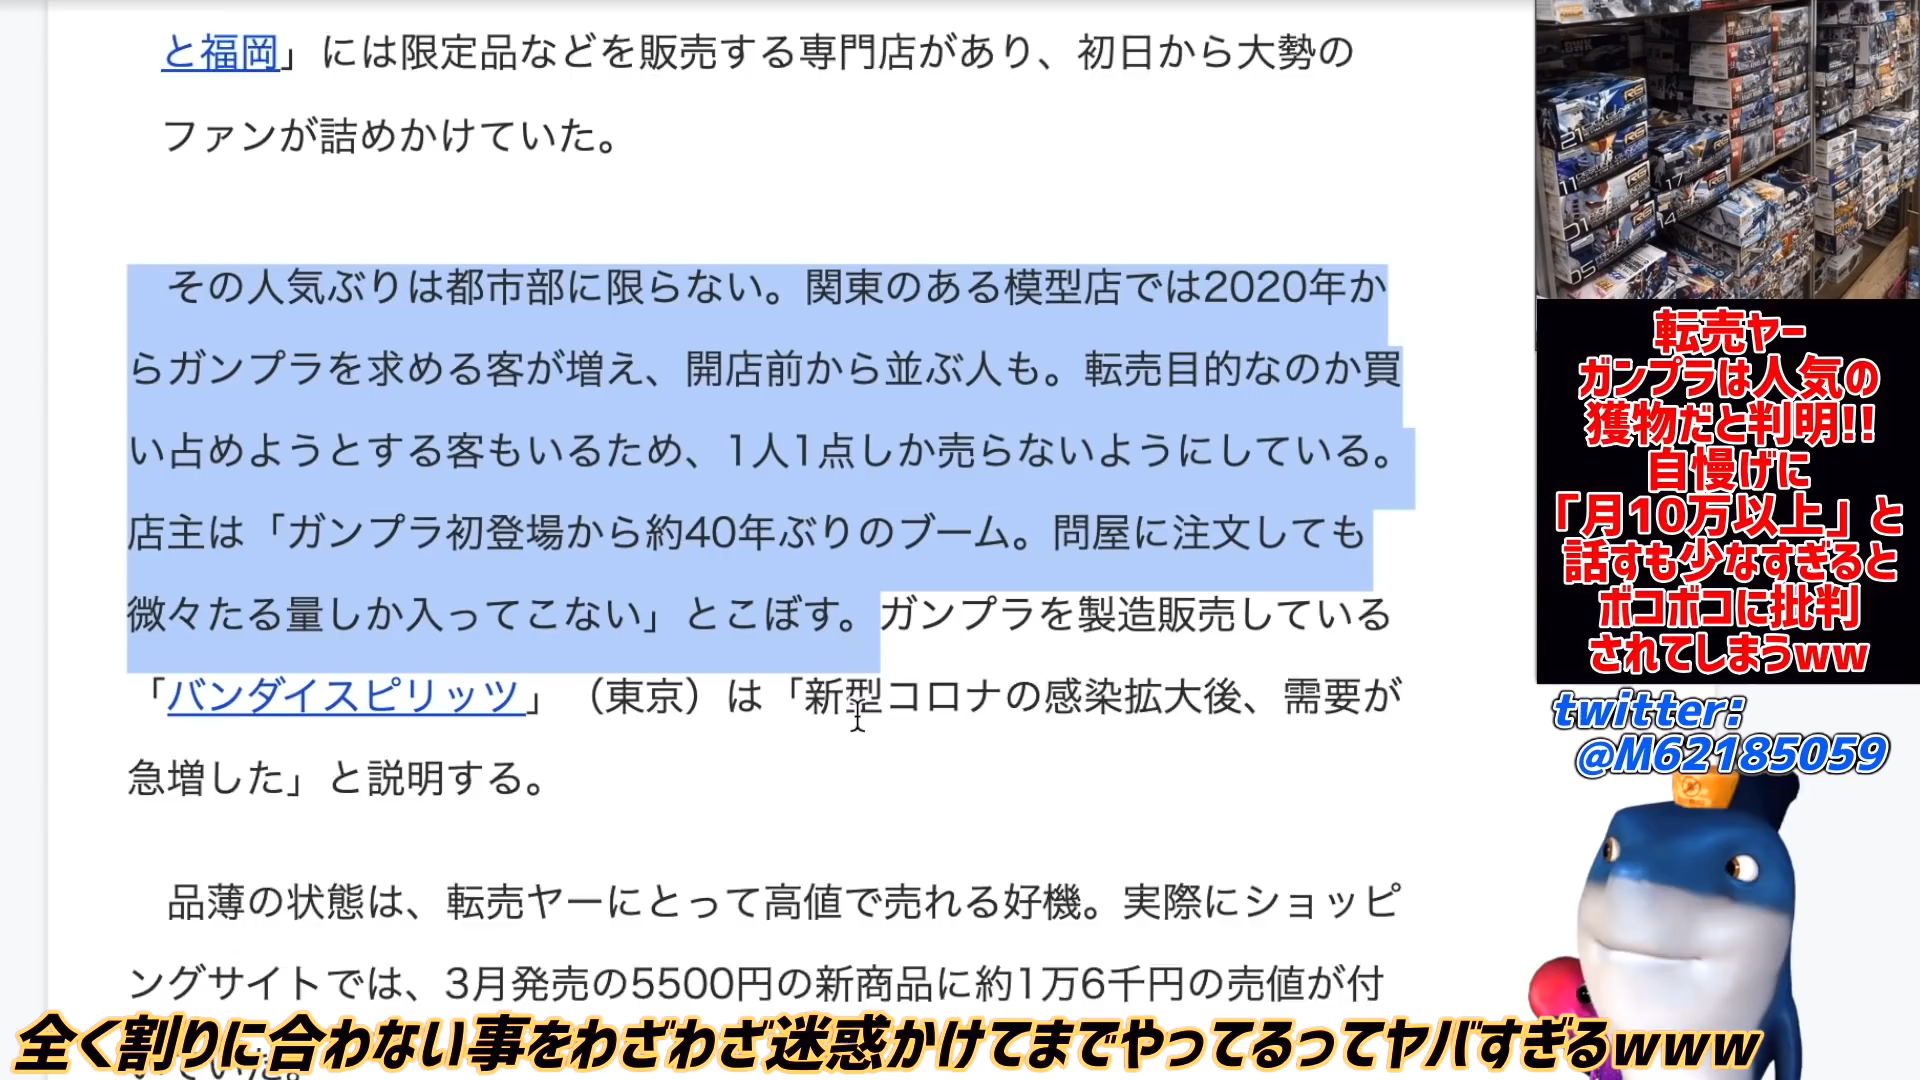 と福岡」には限定品などを販売する専門店があり、初日から大勢の
ファンが詰めかけていた。
その人気ぶりは都市部に限らない。関東のある模型店では2020年か
らガンプラを求める客が増え、開店前から並ぶ人も。転売目的なのか買
い占めようとする客もいるため、1人1点しか売らないようにしている。
店主は「ガンプラ初登場から約40年ぶりのブーム。問屋に注文しても
微々たる量しか入ってこない」とこぼす。ガンプラを製造販売している
「バンダイスピリッツ」（東京）は「新型コロナの感染拡大後、需要が
急増した」と説明する。
品薄の状態は、転売ヤーにとって高値で売れる好機。実際にショッピ
ングサイトでは、3月発売の5500円の新商品に約1万6千円の売値が付
全く割りに合わない事をわざわざ迷惑かけてまでやってるってヤバすぎるwww
転売ヤー
ガンプラは人気の
獲物だと判明!!
自慢げに
「月10万以上」と
話すも少なすぎると
ボコボコに批判
されてしまうww
twitter:
@M62185059
RG
21
RG
11
RG
01
RG
05
17
14